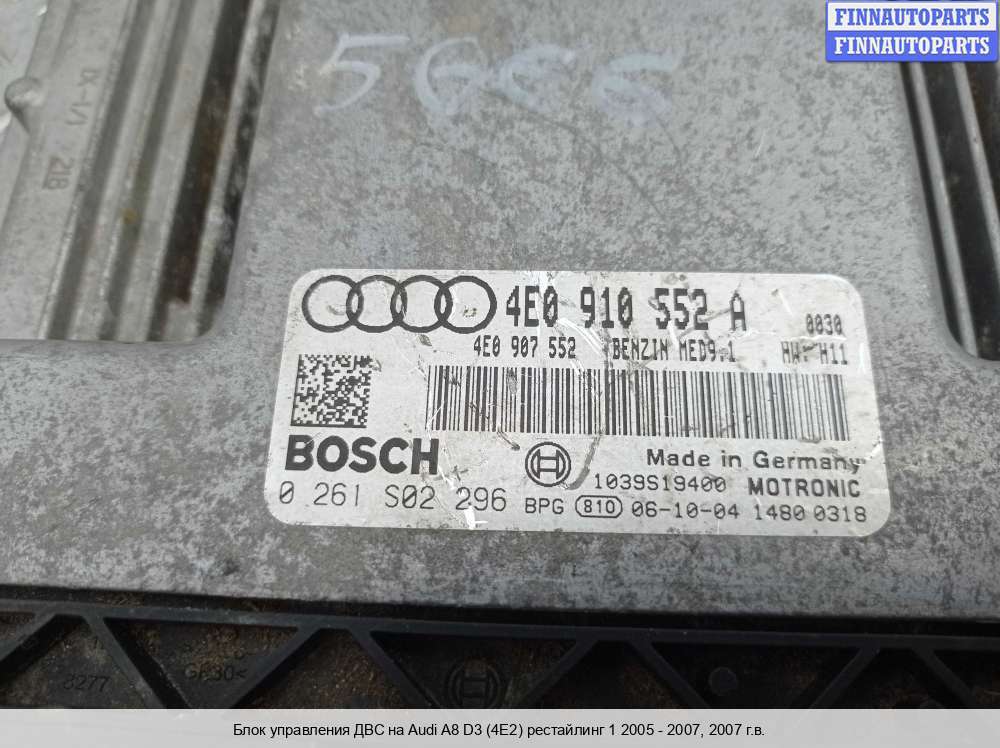 FINNAUTOPARTS
FINNAUTOPARTS
4E0 910 552 A
0030
4E0 907 552 BENZIN MED9.1 HW: H11
BOSCH
Made in Germany
1039S19400 MOTRONIC
0 261 S02 296 BPG 810 06-10-04 1480 0318
8277
Блок управления ДВС на Audi A8 D3 (4E2) рестайлинг 1 2005 - 2007, 2007 г.в.